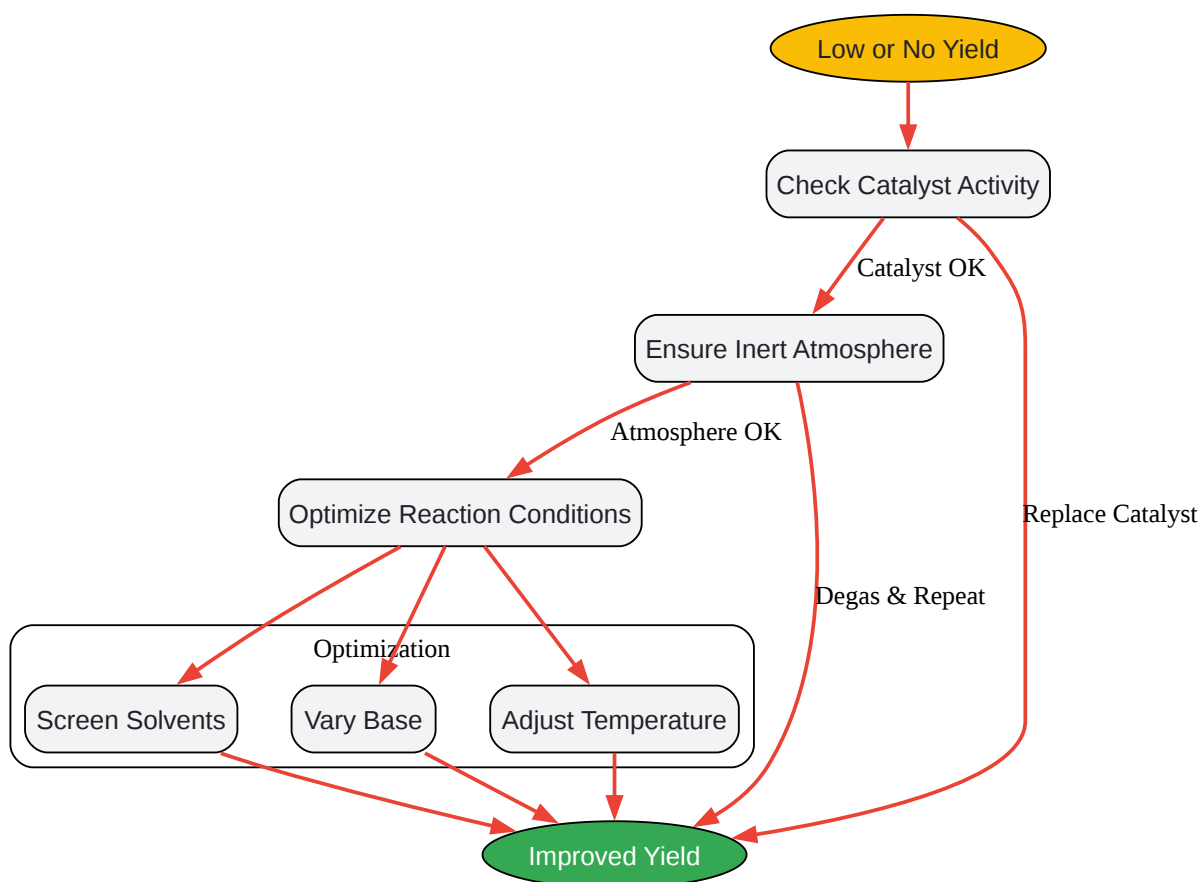 Low or No Yield
Check Catalyst Activity
Catalyst OK
Ensure Inert Atmosphere
Atmosphere OK
Optimize Reaction Conditions
Replace Catalyst
Degas & Repeat
Optimization
Screen Solvents
Vary Base
Adjust Temperature
Improved Yield